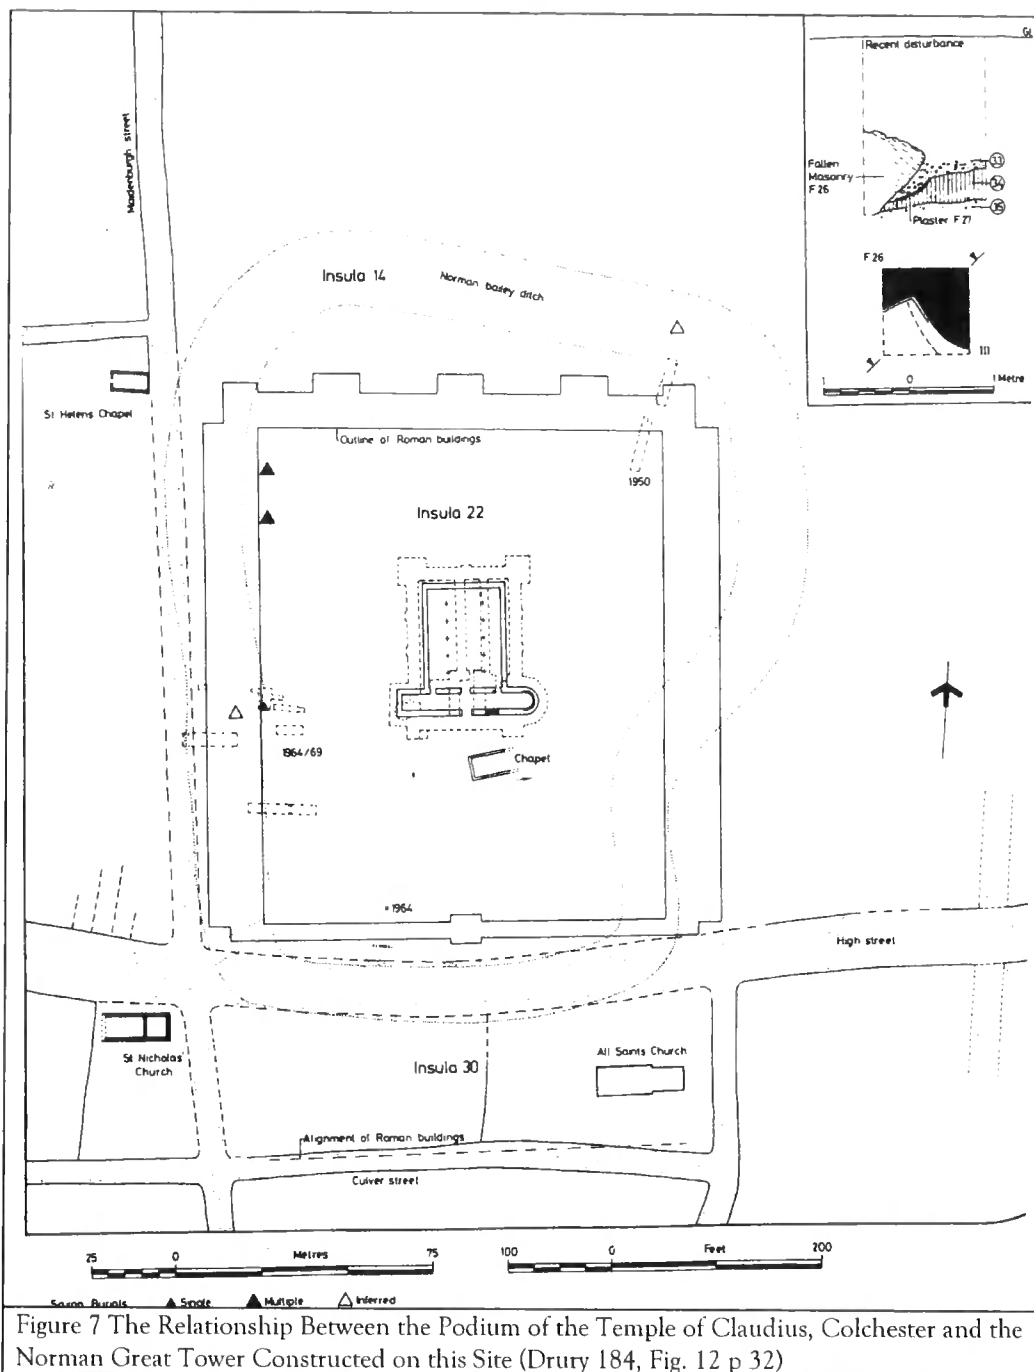 GL
Recent disturbance
Fallen
Masonry
F 26
33
34
35
Plaster F 27
F 26
111
0
1 Metre
Maidenburgh street
Insula 14
Norman bailey ditch
St Helens Chapel
Outline of Roman buildings
1950
Insula 22
1964/69
Chapel
1964
High street
St Nicholas'
Church
Insula 30
All Saints Church
Alignment of Roman buildings
Culver street
25 0 Metres 75
100 0 Feet 200
Saxon Burials Single Multiple Inferred
Figure 7 The Relationship Between the Podium of the Temple of Claudius, Colchester and the
Norman Great Tower Constructed on this Site (Drury 184, Fig. 12 p 32)